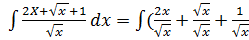 ∫ (2X+√x+1)/√x dx = ∫(2x/√x + √x/√x + 1/√x